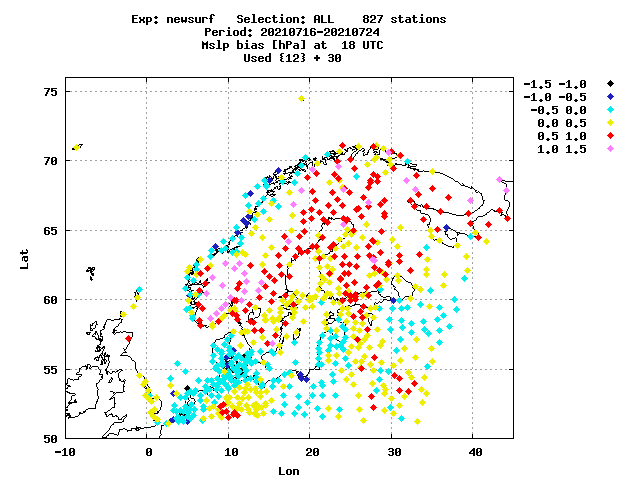 Exp: newsurf   Selection: ALL    827 stations
Period: 20210716-20210724
Mslp bias [hPa] at  18 UTC
Used {12} + 30
-1.5 -1.0
-1.0 -0.5
-0.5 0.0
0.0 0.5
0.5 1.0
1.0 1.5
75
70
65
60
55
50
Lat
-10 0 10 20 30 40
Lon